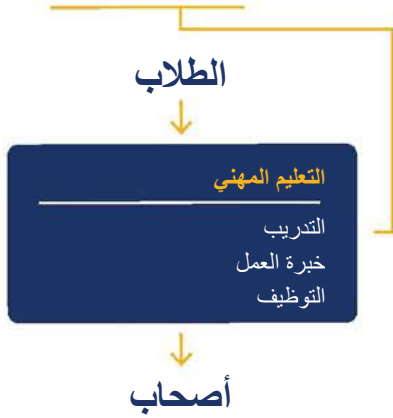 الطلاب
التعليم المهني
التدريب
خبرة العمل
التوظيف
أصحاب